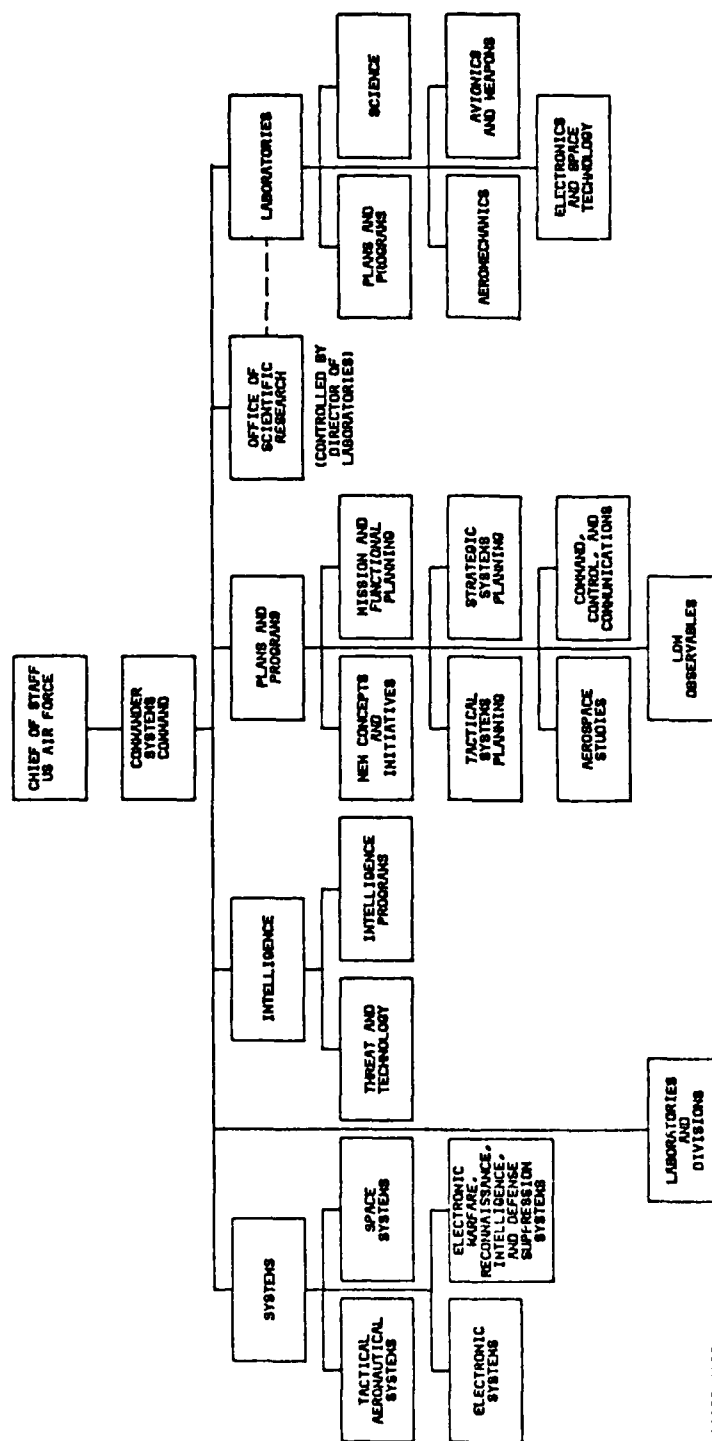 CHIEF OF STAFF
US AIR FORCE
COMMANDER
SYSTEMS
COMMAND
SYSTEMS
INTELLIGENCE
PLANS AND
PROGRAMS
OFFICE OF
SCIENTIFIC
RESEARCH
(CONTROLLED BY
DIRECTOR OF
LABORATORIES)
LABORATORIES
TACTICAL
AERONAUTICAL
SYSTEMS
SPACE
SYSTEMS
THREAT AND
TECHNOLOGY
INTELLIGENCE
PROGRAMS
NEW CONCEPTS
AND
INITIATIVES
MISSION AND
FUNCTIONAL
PLANNING
PLANS AND
PROGRAMS
SCIENCE
ELECTRONIC
SYSTEMS
ELECTRONIC
WARFARE,
RECONNAISSANCE,
INTELLIGENCE,
AND DEFENSE
SUPPRESSION
SYSTEMS
TACTICAL
SYSTEMS
PLANNING
STRATEGIC
SYSTEMS
PLANNING
AEROMECHANICS
AVIONICS
AND WEAPONS
AEROSPACE
STUDIES
COMMAND,
CONTROL, AND
COMMUNICATIONS
ELECTRONICS
AND SPACE
TECHNOLOGY
LABORATORIES
AND
DIVISIONS
LOW
OBSERVABLES